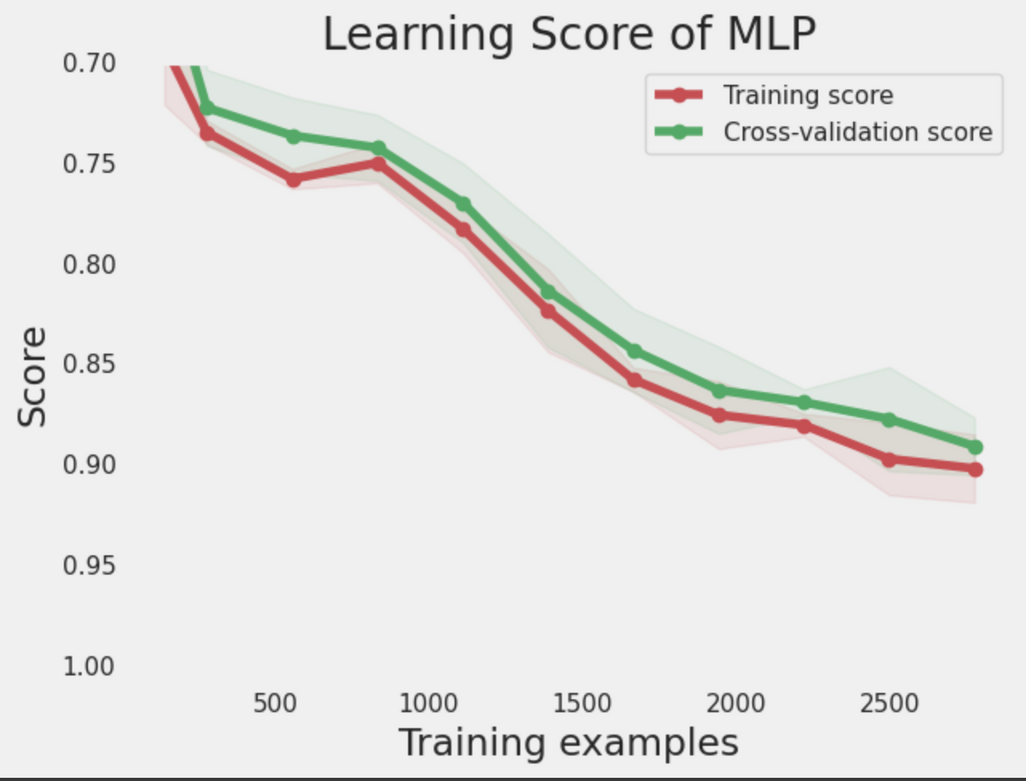 Learning Score of MLP
Training score
Cross-validation score
0.70
0.75
0.80
0.85
0.90
0.95
1.00
Score
500 1000 1500 2000 2500
Training examples